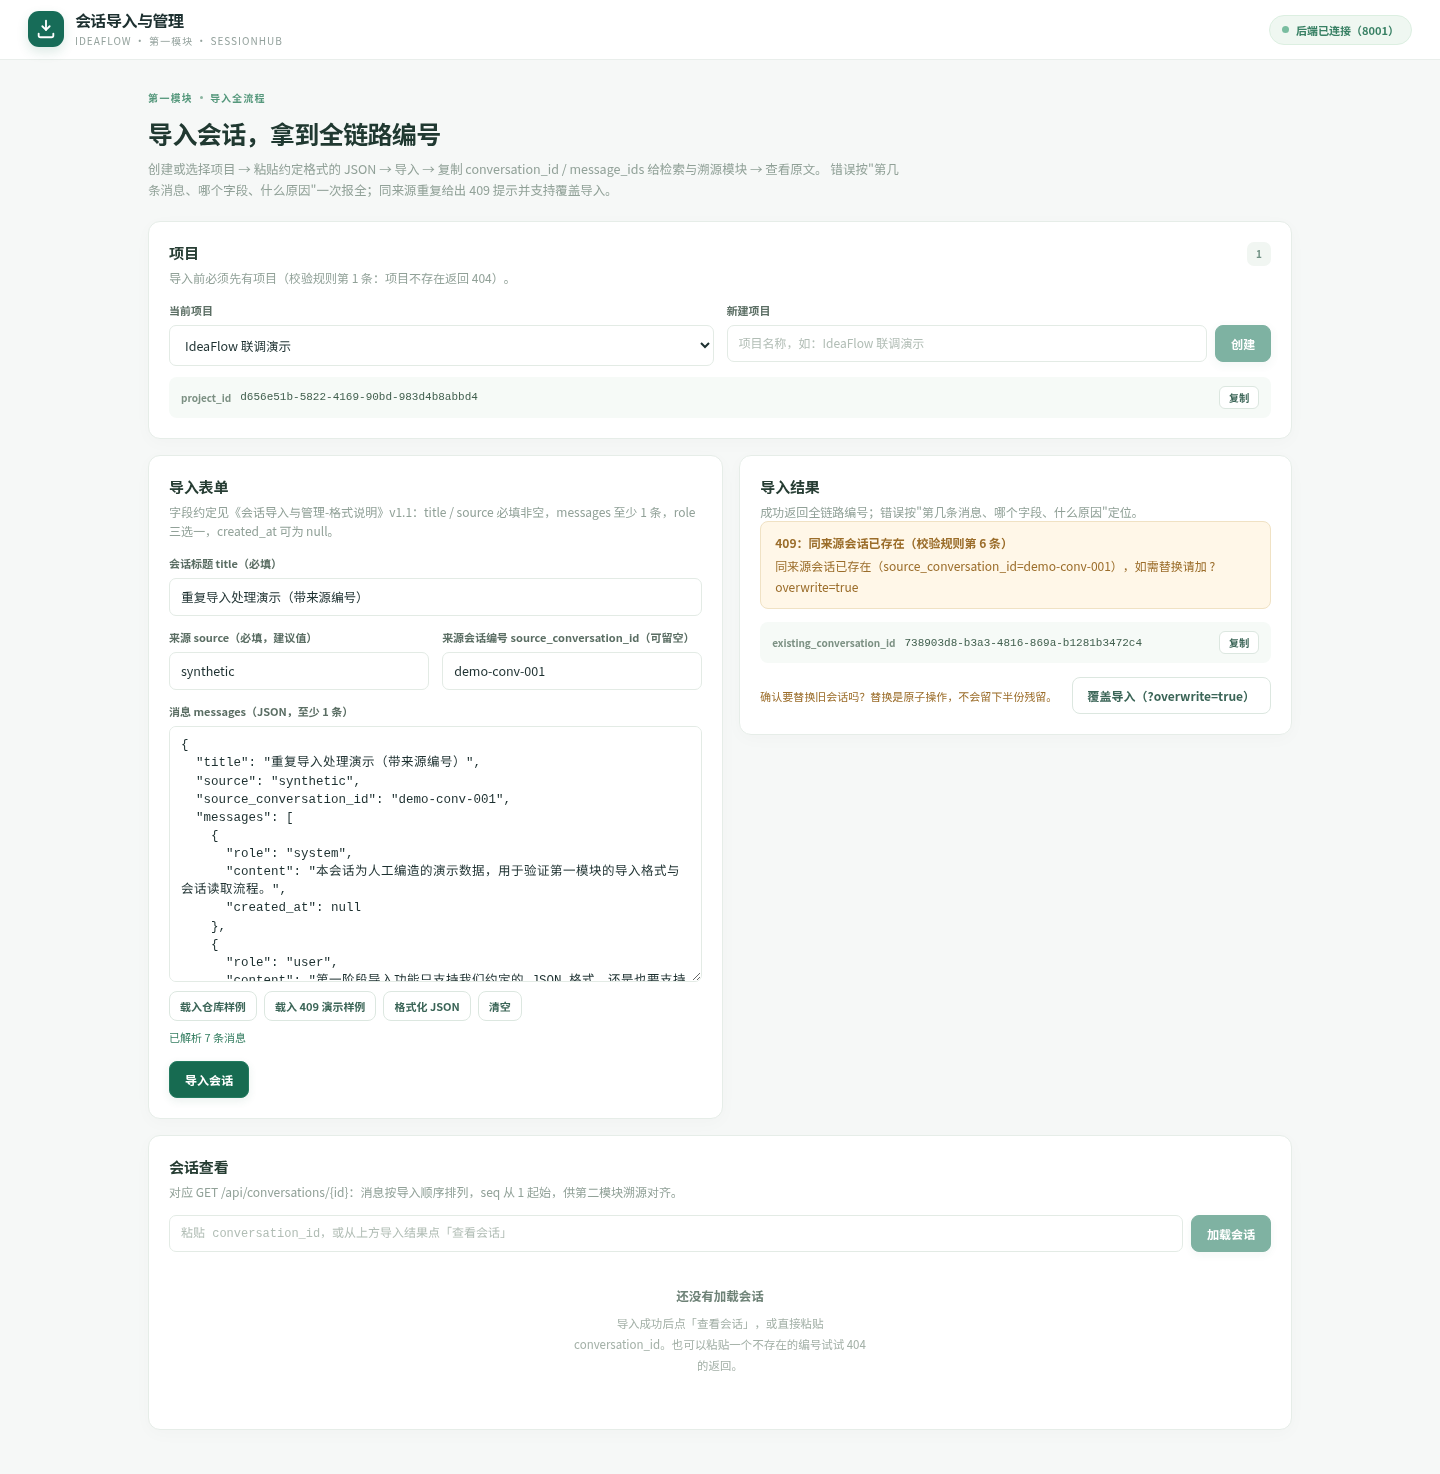 会话导入与管理
IDEAFLOW · 第一模块 · SESSIONHUB
后端已连接（8001）
第一模块 · 导入全流程
导入会话，拿到全链路编号
创建或选择项目 → 粘贴约定格式的 JSON → 导入 → 复制 conversation_id / message_ids 给检索与溯源模块 → 查看原文。 错误按"第几
条消息、哪个字段、什么原因"一次报全；同来源重复给出 409 提示并支持覆盖导入。
项目
1
导入前必须先有项目（校验规则第 1 条：项目不存在返回 404）。
当前项目
新建项目
IdeaFlow 联调演示
项目名称，如：IdeaFlow 联调演示
创建
project_id d656e51b-5822-4169-90bd-983d4b8abbd4
复制
导入表单
字段约定见《会话导入与管理-格式说明》v1.1：title / source 必填非空，messages 至少 1 条，role
三选一，created_at 可为 null。
会话标题 title（必填）
重复导入处理演示（带来源编号）
来源 source（必填，建议值）
来源会话编号 source_conversation_id（可留空）
synthetic
demo-conv-001
消息 messages（JSON，至少 1 条）
{
"title": "重复导入处理演示（带来源编号）",
"source": "synthetic",
"source_conversation_id": "demo-conv-001",
"messages": [
{
"role": "system",
"content": "本会话为人工编造的演示数据，用于验证第一模块的导入格式与
会话读取流程。",
"created_at": null
},
{
"role": "user",
"content": "第一阶段导入功能只支持我们约定的 JSON 格式，还是也要支持
载入仓库样例
载入 409 演示样例
格式化 JSON
清空
已解析 7 条消息
导入会话
导入结果
成功返回全链路编号；错误按"第几条消息、哪个字段、什么原因"定位。
409：同来源会话已存在（校验规则第 6 条）
同来源会话已存在（source_conversation_id=demo-conv-001），如需替换请加 ?
overwrite=true
existing_conversation_id 738903d8-b3a3-4816-869a-b1281b3472c4
复制
确认要替换旧会话吗？替换是原子操作，不会留下半份残留。
覆盖导入（?overwrite=true）
会话查看
对应 GET /api/conversations/{id}：消息按导入顺序排列，seq 从 1 起始，供第二模块溯源对齐。
粘贴 conversation_id，或从上方导入结果点「查看会话」
加载会话
还没有加载会话
导入成功后点「查看会话」，或直接粘贴
conversation_id。也可以粘贴一个不存在的编号试试 404
的返回。